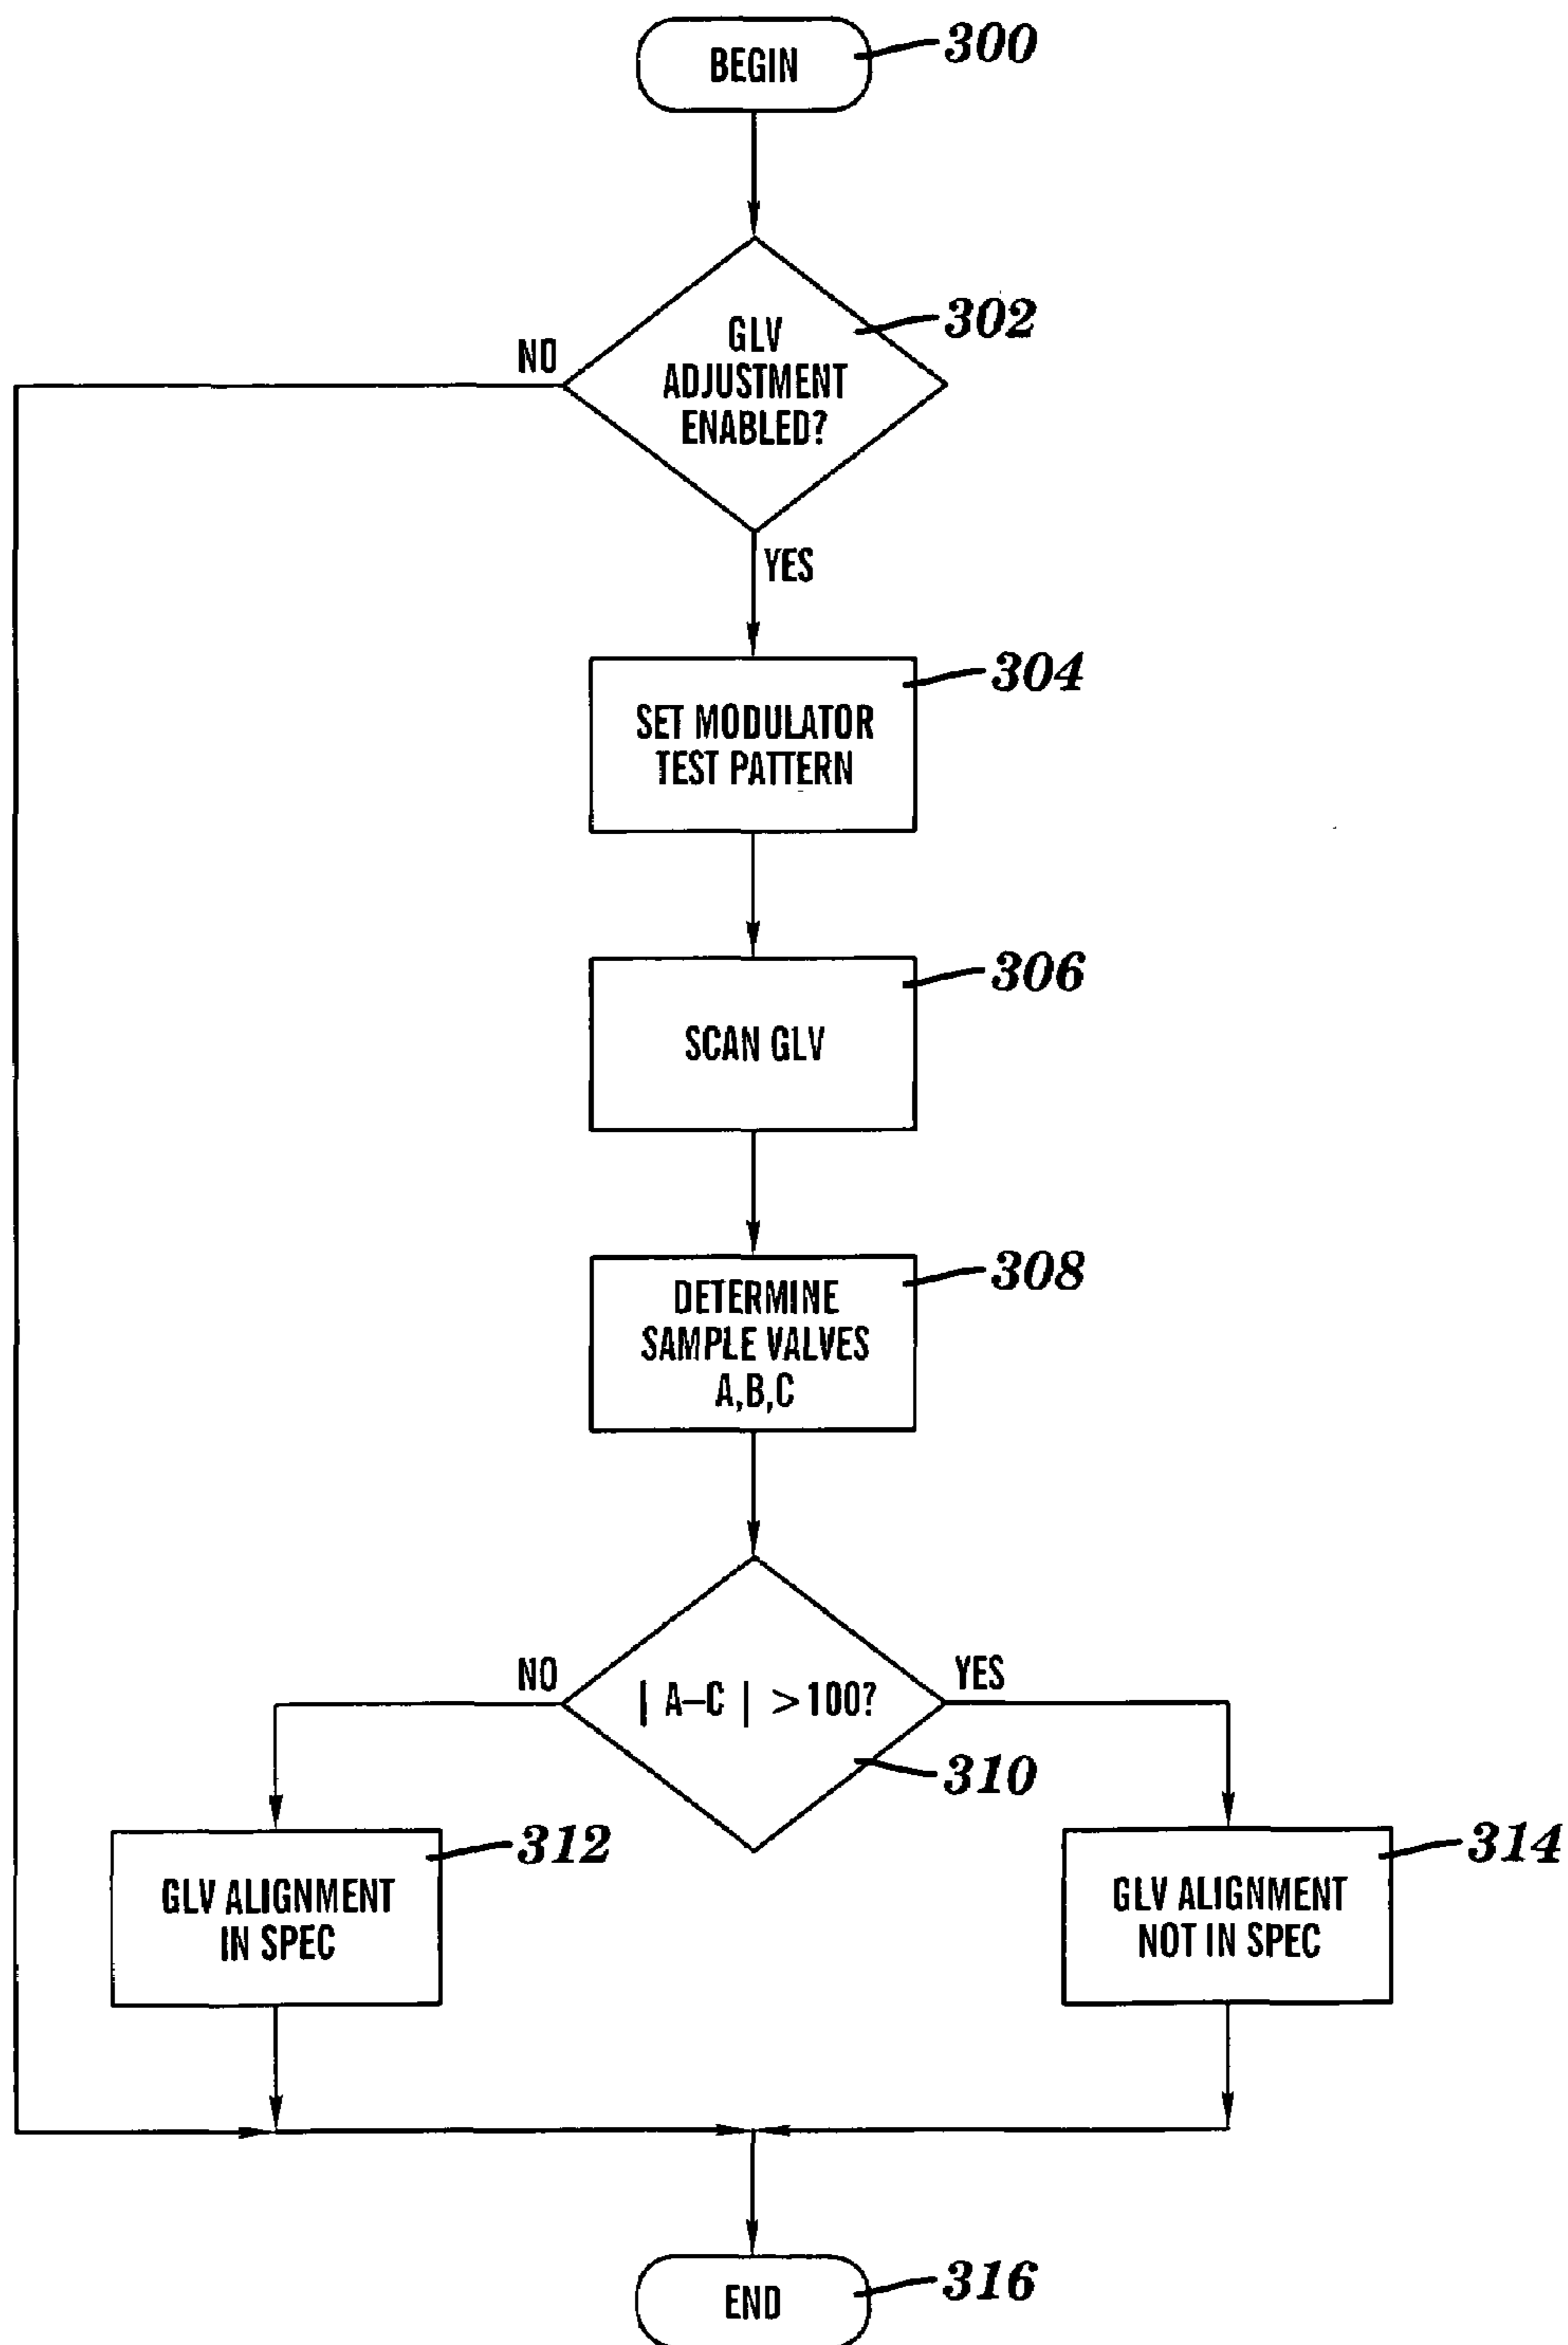 BEGIN
300
302
GLV
ADJUSTMENT
ENABLED?
NO
YES
304
SET MODULATOR
TEST PATTERN
306
SCAN GLV
308
DETERMINE
SAMPLE VALVES
A,B,C
NO
| A–C | >100?
YES
310
312
GLV ALIGNMENT
IN SPEC
314
GLV ALIGNMENT
NOT IN SPEC
END
316